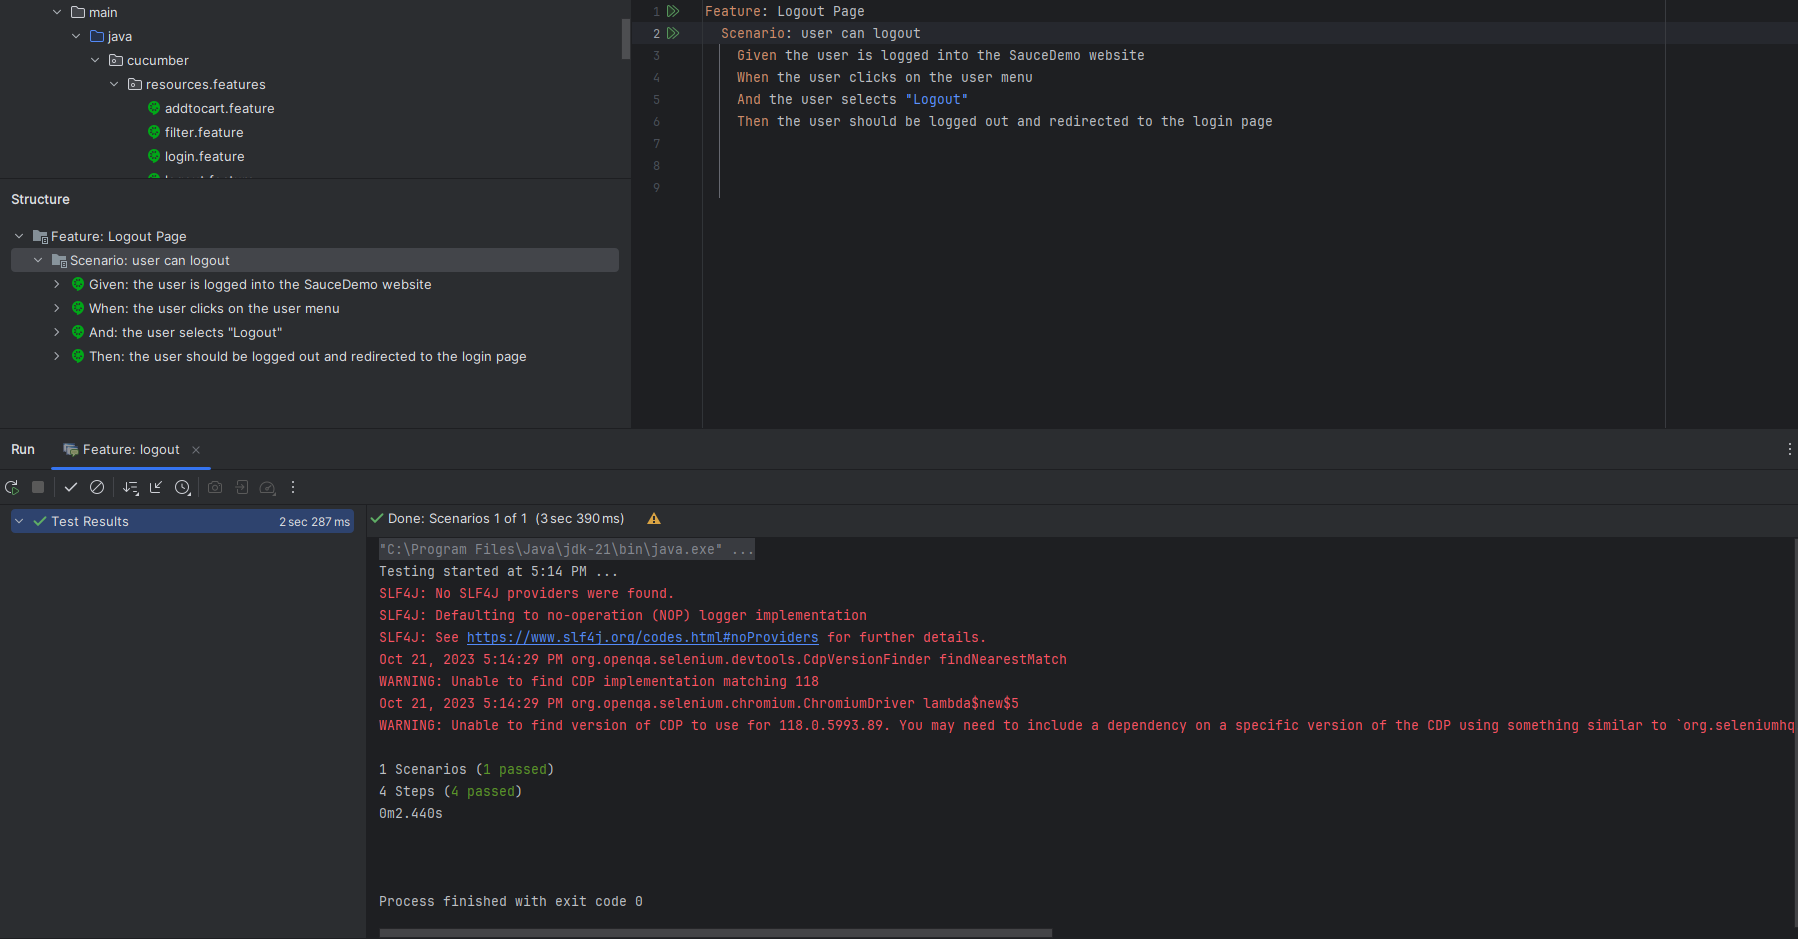 main
java
cucumber
resources.features
addtocart.feature
filter.feature
login.feature
Structure
Feature: Logout Page
Scenario: user can logout
Given: the user is logged into the SauceDemo website
When: the user clicks on the user menu
And: the user selects "Logout"
Then: the user should be logged out and redirected to the login page
1 Feature: Logout Page
2 Scenario: user can logout
3 Given the user is logged into the SauceDemo website
4 When the user clicks on the user menu
5 And the user selects "Logout"
6 Then the user should be logged out and redirected to the login page
7
8
9
Run Feature: logout
Test Results 2 sec 287 ms
Done: Scenarios 1 of 1 (3 sec 390 ms)
"C:\Program Files\Java\jdk-21\bin\java.exe" ...
Testing started at 5:14 PM ...
SLF4J: No SLF4J providers were found.
SLF4J: Defaulting to no-operation (NOP) logger implementation
SLF4J: See https://www.slf4j.org/codes.html#noProviders for further details.
Oct 21, 2023 5:14:29 PM org.openqa.selenium.devtools.CdpVersionFinder findNearestMatch
WARNING: Unable to find CDP implementation matching 118
Oct 21, 2023 5:14:29 PM org.openqa.selenium.chromium.ChromiumDriver lambda$new$5
WARNING: Unable to find version of CDP to use for 118.0.5993.89. You may need to include a dependency on a specific version of the CDP using something similar to `org.seleniumhq
1 Scenarios (1 passed)
4 Steps (4 passed)
0m2.440s
Process finished with exit code 0